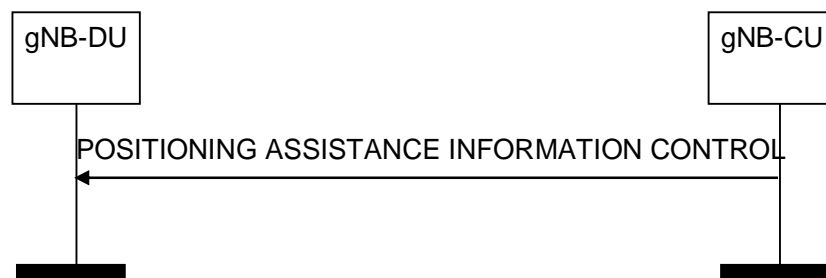 gNB-DU
gNB-CU
POSITIONING ASSISTANCE INFORMATION CONTROL